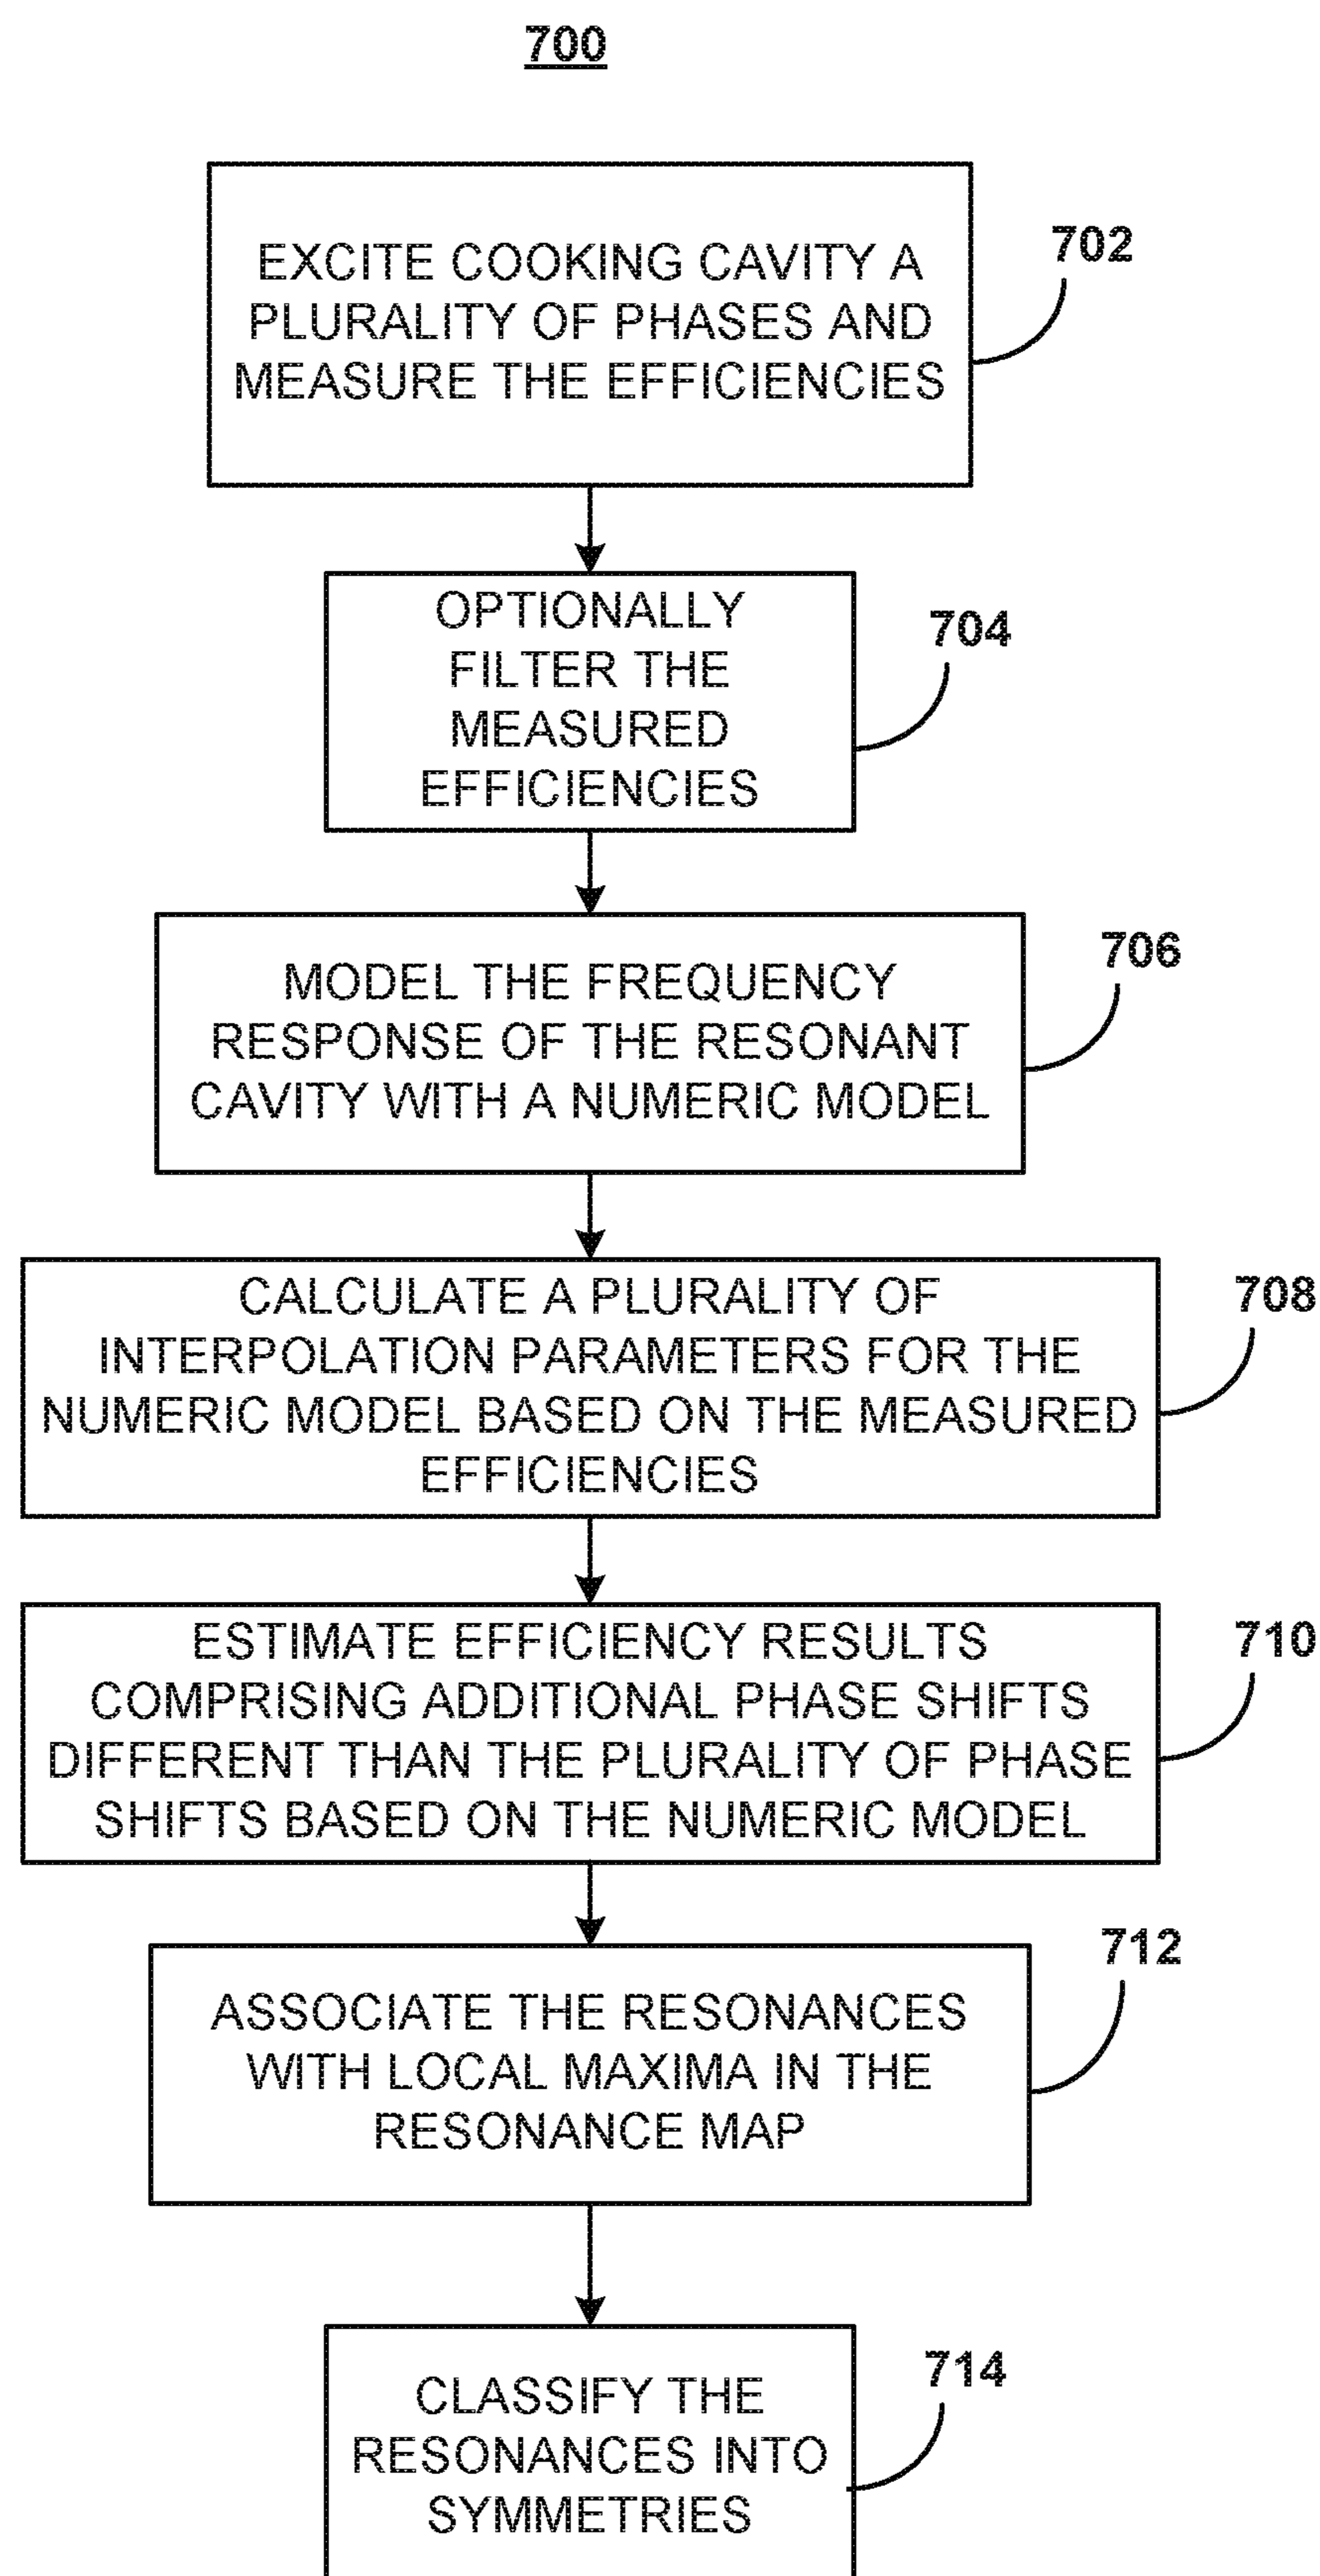 700
EXCITE COOKING CAVITY A
PLURALITY OF PHASES AND
MEASURE THE EFFICIENCIES
702
OPTIONALLY
FILTER THE
MEASURED
EFFICIENCIES
704
MODEL THE FREQUENCY
RESPONSE OF THE RESONANT
CAVITY WITH A NUMERIC MODEL
706
CALCULATE A PLURALITY OF
INTERPOLATION PARAMETERS FOR THE
NUMERIC MODEL BASED ON THE MEASURED
EFFICIENCIES
708
ESTIMATE EFFICIENCY RESULTS
COMPRISING ADDITIONAL PHASE SHIFTS
DIFFERENT THAN THE PLURALITY OF PHASE
SHIFTS BASED ON THE NUMERIC MODEL
710
ASSOCIATE THE RESONANCES
WITH LOCAL MAXIMA IN THE
RESONANCE MAP
712
CLASSIFY THE
RESONANCES INTO
SYMMETRIES
714